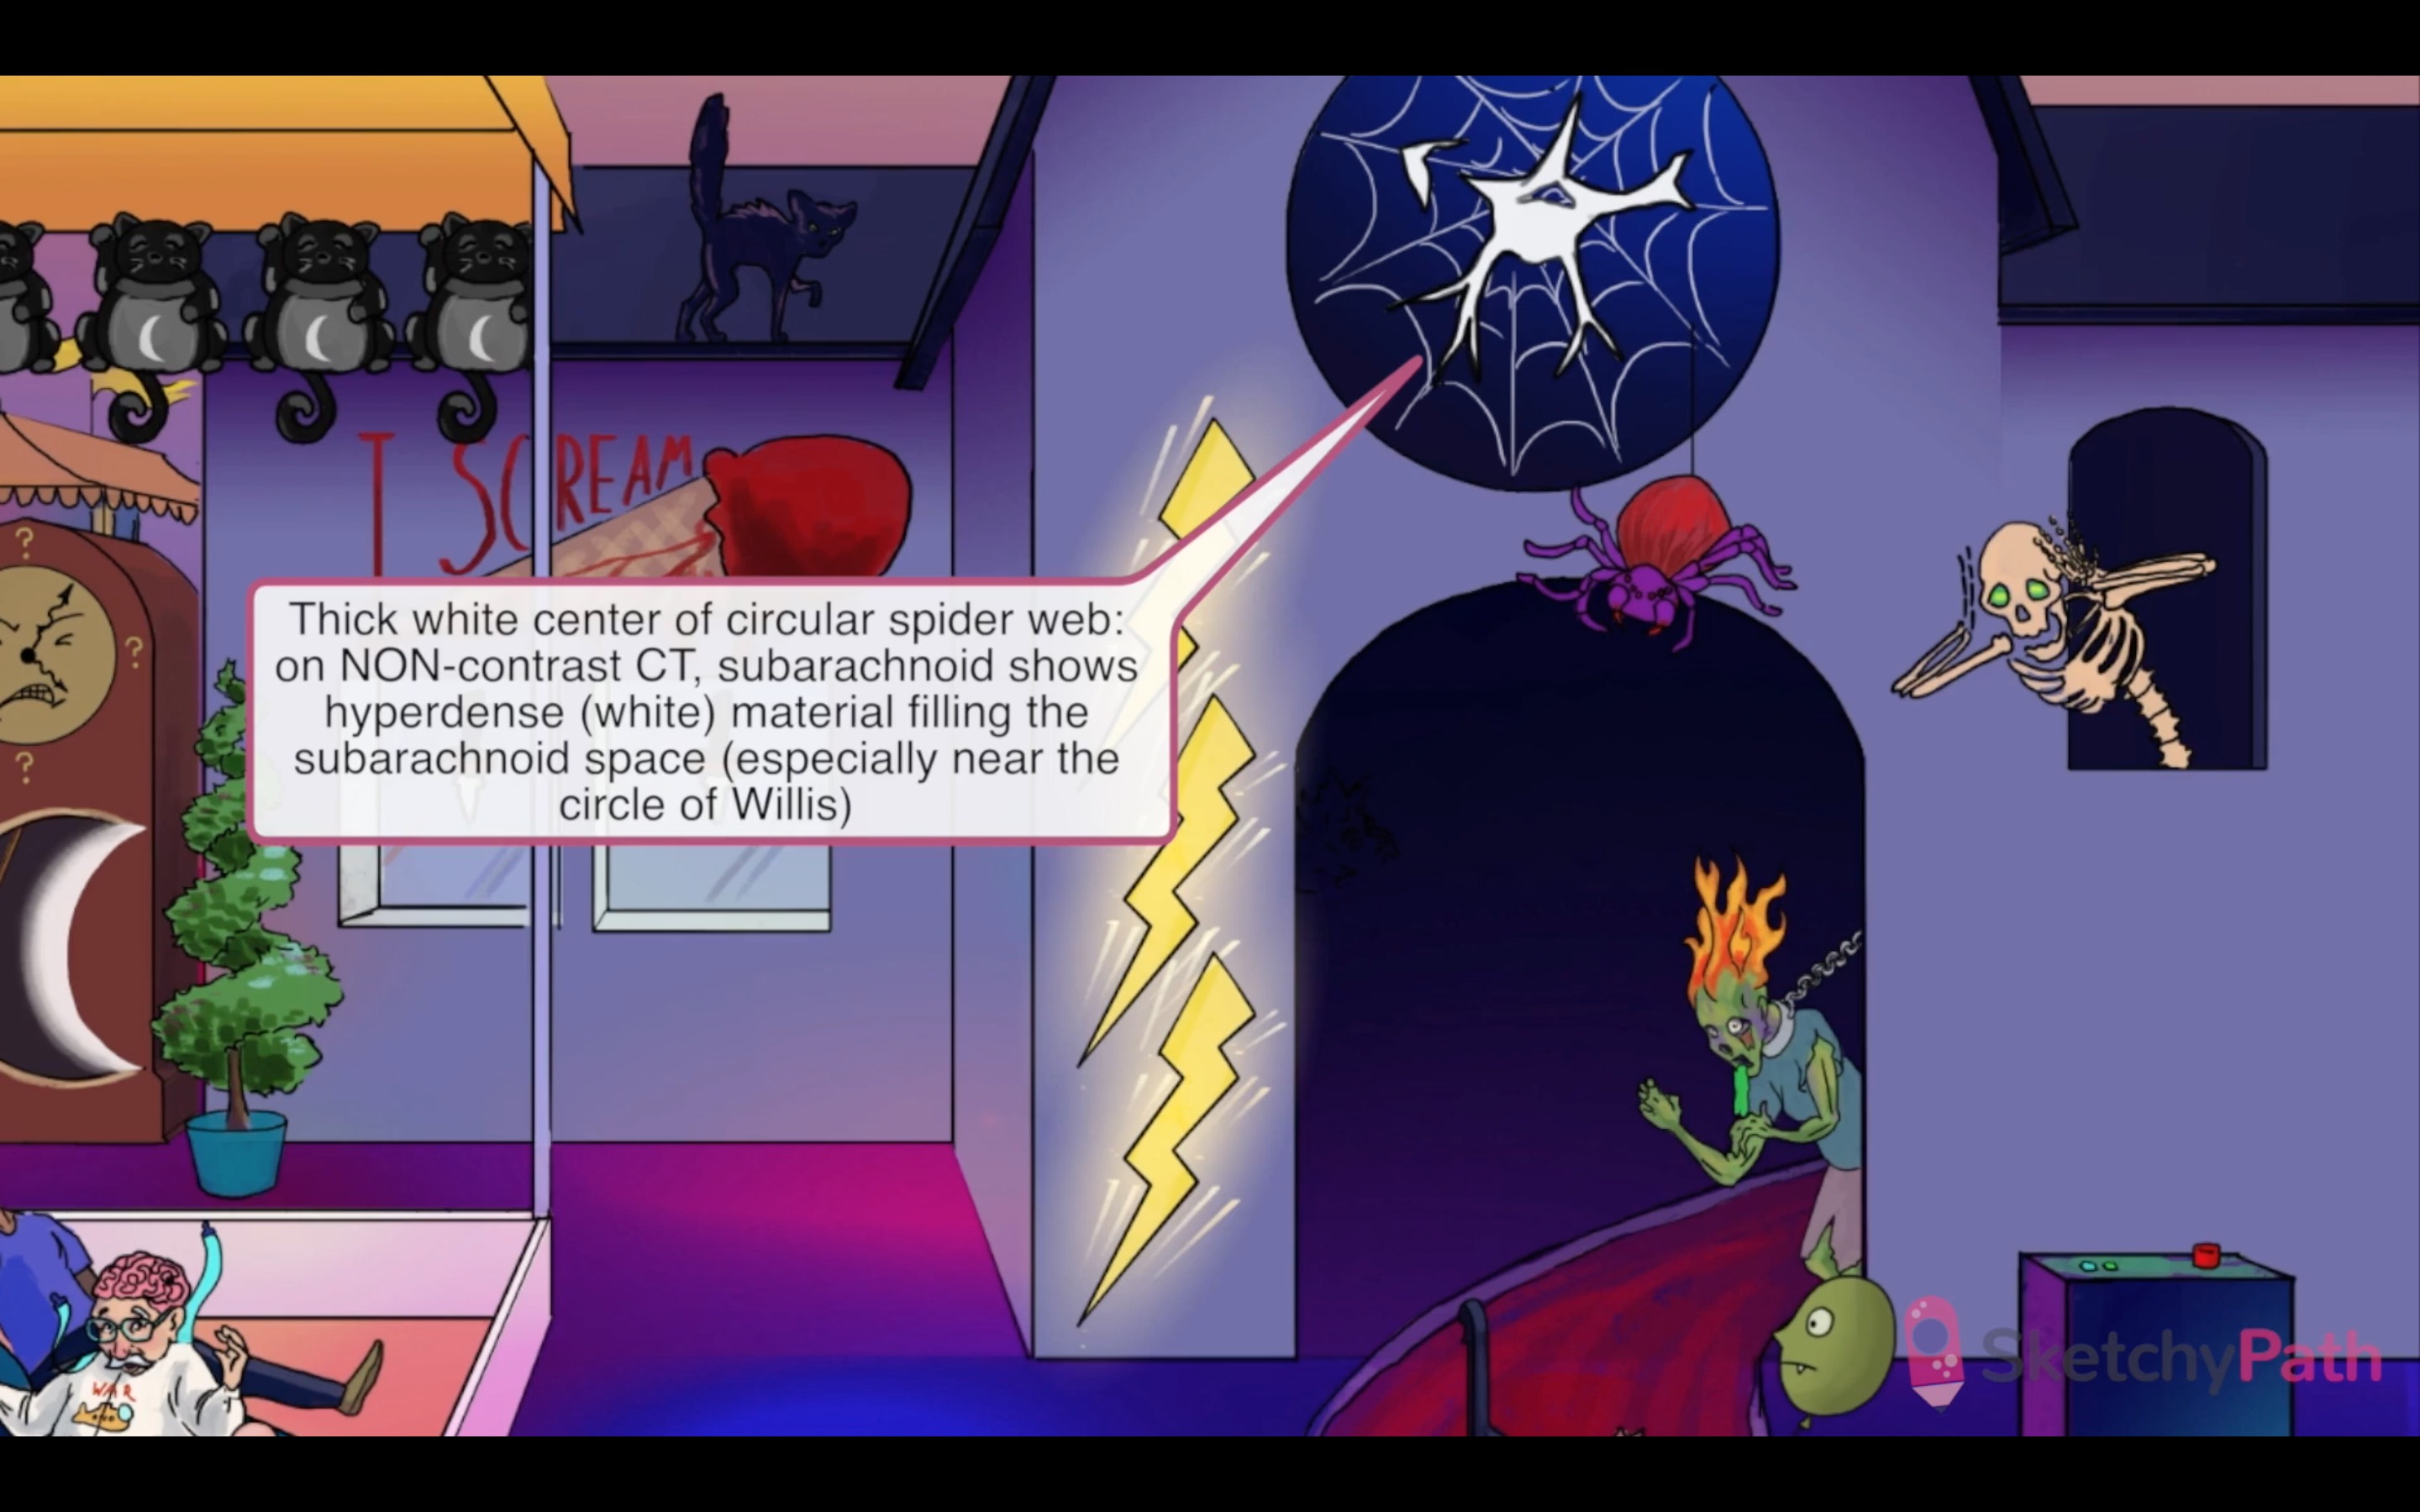 I SCREAM
Thick white center of circular spider web:
on NON-contrast CT, subarachnoid shows
hyperdense (white) material filling the
subarachnoid space (especially near the
circle of Willis)
?
?
?
WAR
SketchyPath